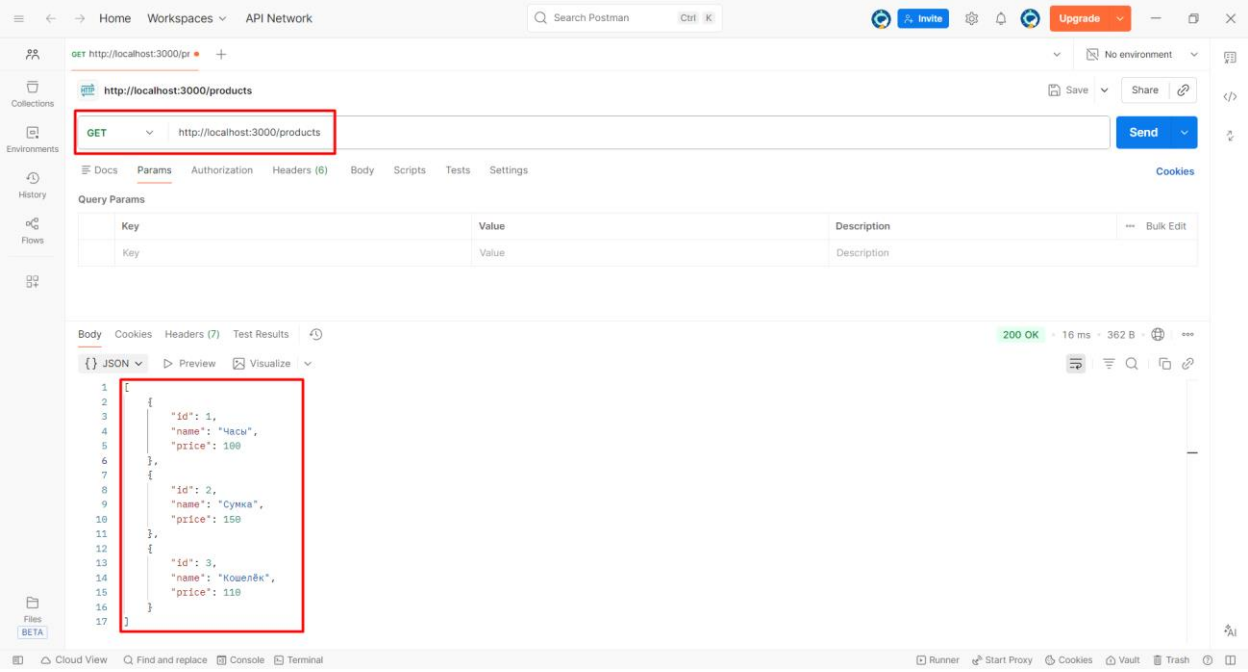 Home Workspaces API Network Search Postman Ctrl K Invite Upgrade
GET http://localhost:3000/pr No environment
http://localhost:3000/products Save Share
GET http://localhost:3000/products Send
Docs Params Authorization Headers (6) Body Scripts Tests Settings Cookies
Query Params
Key Value Description Bulk Edit
Key Value Description
Collections
Environments
History
Flows
Files
BETA
Body Cookies Headers (7) Test Results 200 OK 16 ms 362 B
{} JSON Preview Visualize
1 [
2 {
3 "id": 1,
4 "name": "Часы",
5 "price": 100
6 },
7 {
8 "id": 2,
9 "name": "Сумка",
10 "price": 150
11 },
12 {
13 "id": 3,
14 "name": "Кошелёк",
15 "price": 110
16 }
17 ]
AI
Cloud View Find and replace Console Terminal Runner Start Proxy Cookies Vault Trash